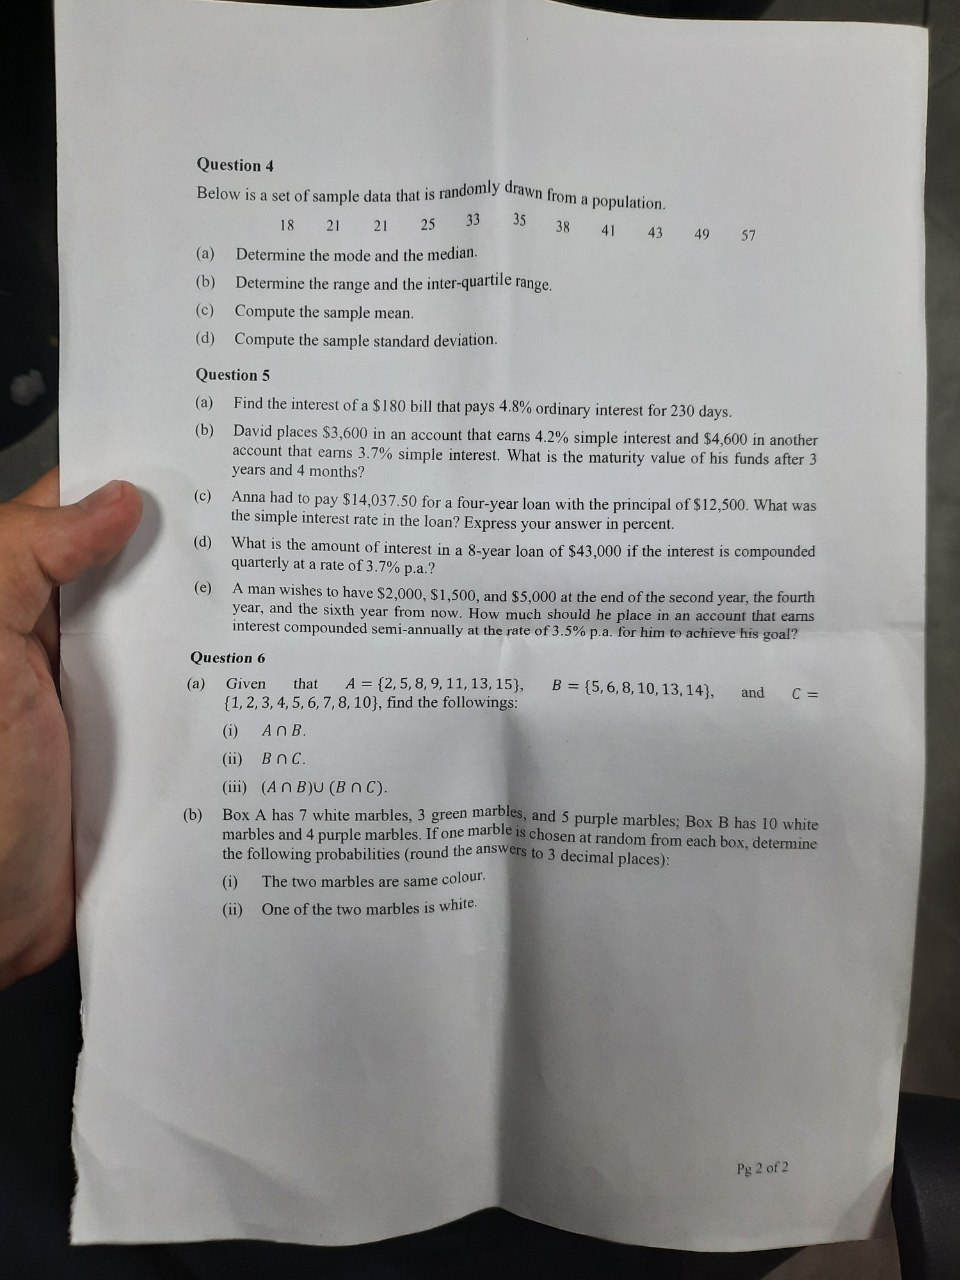 Question 4
Below is a set of sample data that is randomly drawn from a population.
18 21 21 25 33 35 38 41 43 49 57
(a) Determine the mode and the median.
(b) Determine the range and the inter-quartile range.
(c) Compute the sample mean.
(d) Compute the sample standard deviation.
Question 5
(a) Find the interest of a $180 bill that pays 4.8% ordinary interest for 230 days.
(b) David places $3,600 in an account that earns 4.2% simple interest and $4,600 in another
account that earns 3.7% simple interest. What is the maturity value of his funds after 3
years and 4 months?
(c) Anna had to pay $14,037.50 for a four-year loan with the principal of $12,500. What was
the simple interest rate in the loan? Express your answer in percent.
(d) What is the amount of interest in a 8-year loan of $43,000 if the interest is compounded
quarterly at a rate of 3.7% p.a.?
(e) A man wishes to have $2,000, $1,500, and $5,000 at the end of the second year, the fourth
year, and the sixth year from now. How much should he place in an account that earns
interest compounded semi-annually at the rate of 3.5% p.a. for him to achieve his goal?
Question 6
(a) Given that A = {2, 5, 8, 9, 11, 13, 15}, B = {5, 6, 8, 10, 13, 14}, and C =
{1, 2, 3, 4, 5, 6, 7, 8, 10}, find the followings:
(i) A ∩ B.
(ii) B ∩ C.
(iii) (A ∩ B)∪ (B ∩ C).
(b) Box A has 7 white marbles, 3 green marbles, and 5 purple marbles; Box B has 10 white
marbles and 4 purple marbles. If one marble is chosen at random from each box, determine
the following probabilities (round the answers to 3 decimal places):
(i) The two marbles are same colour.
(ii) One of the two marbles is white.
Pg 2 of 2